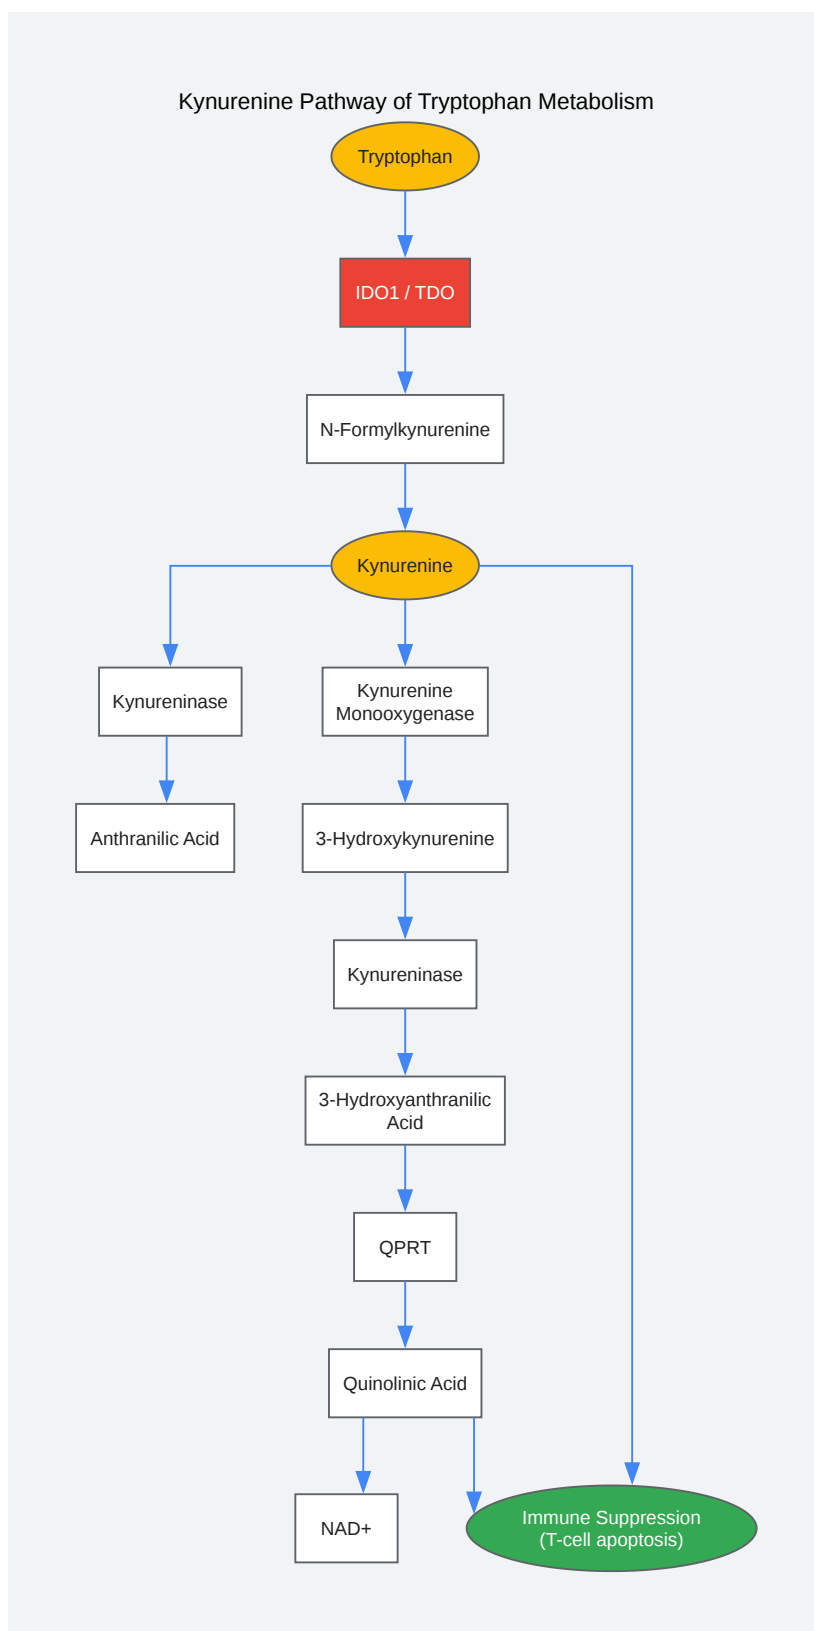 Kynurenine Pathway of Tryptophan Metabolism
Tryptophan
IDO1 / TDO
N-Formylkynurenine
Kynurenine
Kynureninase
Kynurenine
Monooxygenase
Anthranilic Acid
3-Hydroxykynurenine
Kynureninase
3-Hydroxyanthranilic
Acid
QPRT
Quinolinic Acid
NAD+
Immune Suppression
(T-cell apoptosis)